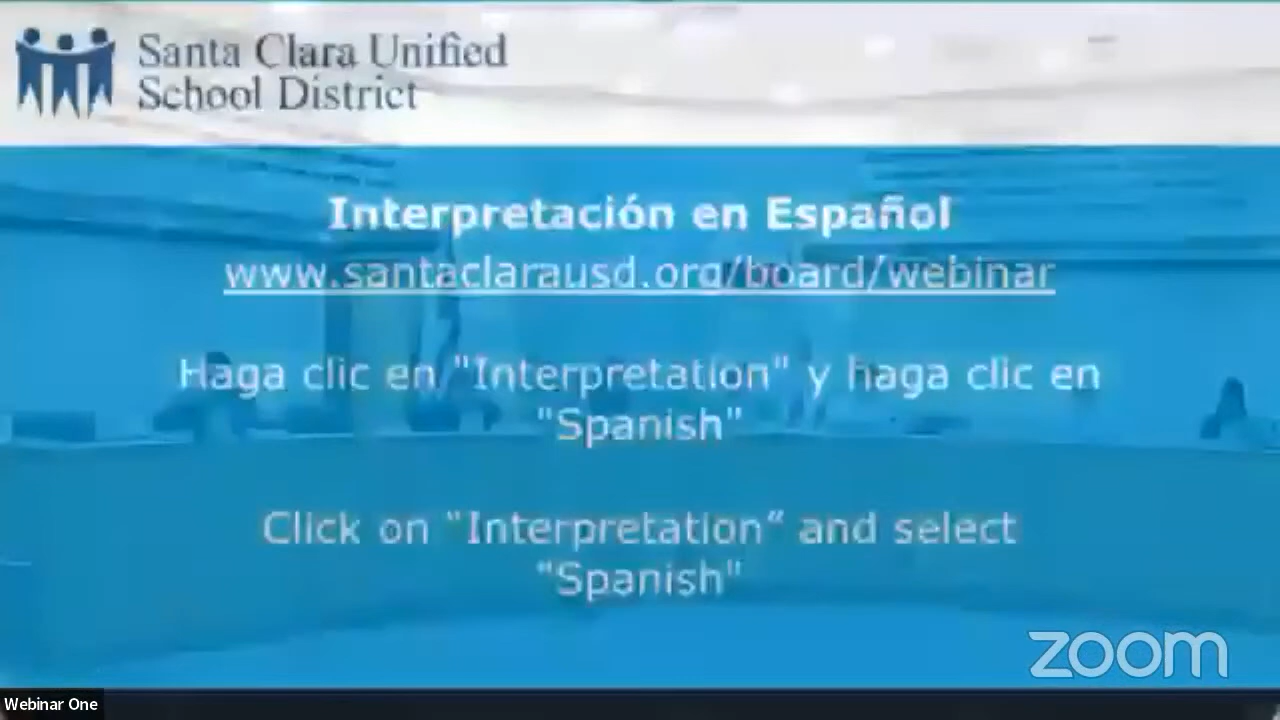 Santa Clara Unified
School District
Interpretación en Español
www.santaclarausd.org/board/webinar
Haga clic en "Interpretation" y haga clic en
"Spanish"
Click on “Interpretation“ and select
"Spanish"
zoom
Webinar One